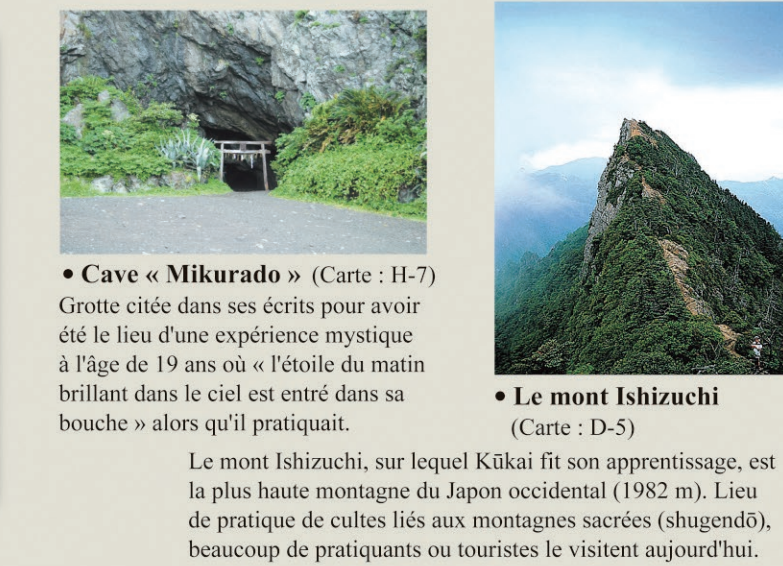 • Cave « Mikurado » (Carte : H-7)
Grotte citée dans ses écrits pour avoir
été le lieu d'une expérience mystique
à l'âge de 19 ans où « l'étoile du matin
brillant dans le ciel est entré dans sa
bouche » alors qu'il pratiquait.
• Le mont Ishizuchi
(Carte : D-5)
Le mont Ishizuchi, sur lequel Kūkai fit son apprentissage, est
la plus haute montagne du Japon occidental (1982 m). Lieu
de pratique de cultes liés aux montagnes sacrées (shugendō),
beaucoup de pratiquants ou touristes le visitent aujourd'hui.